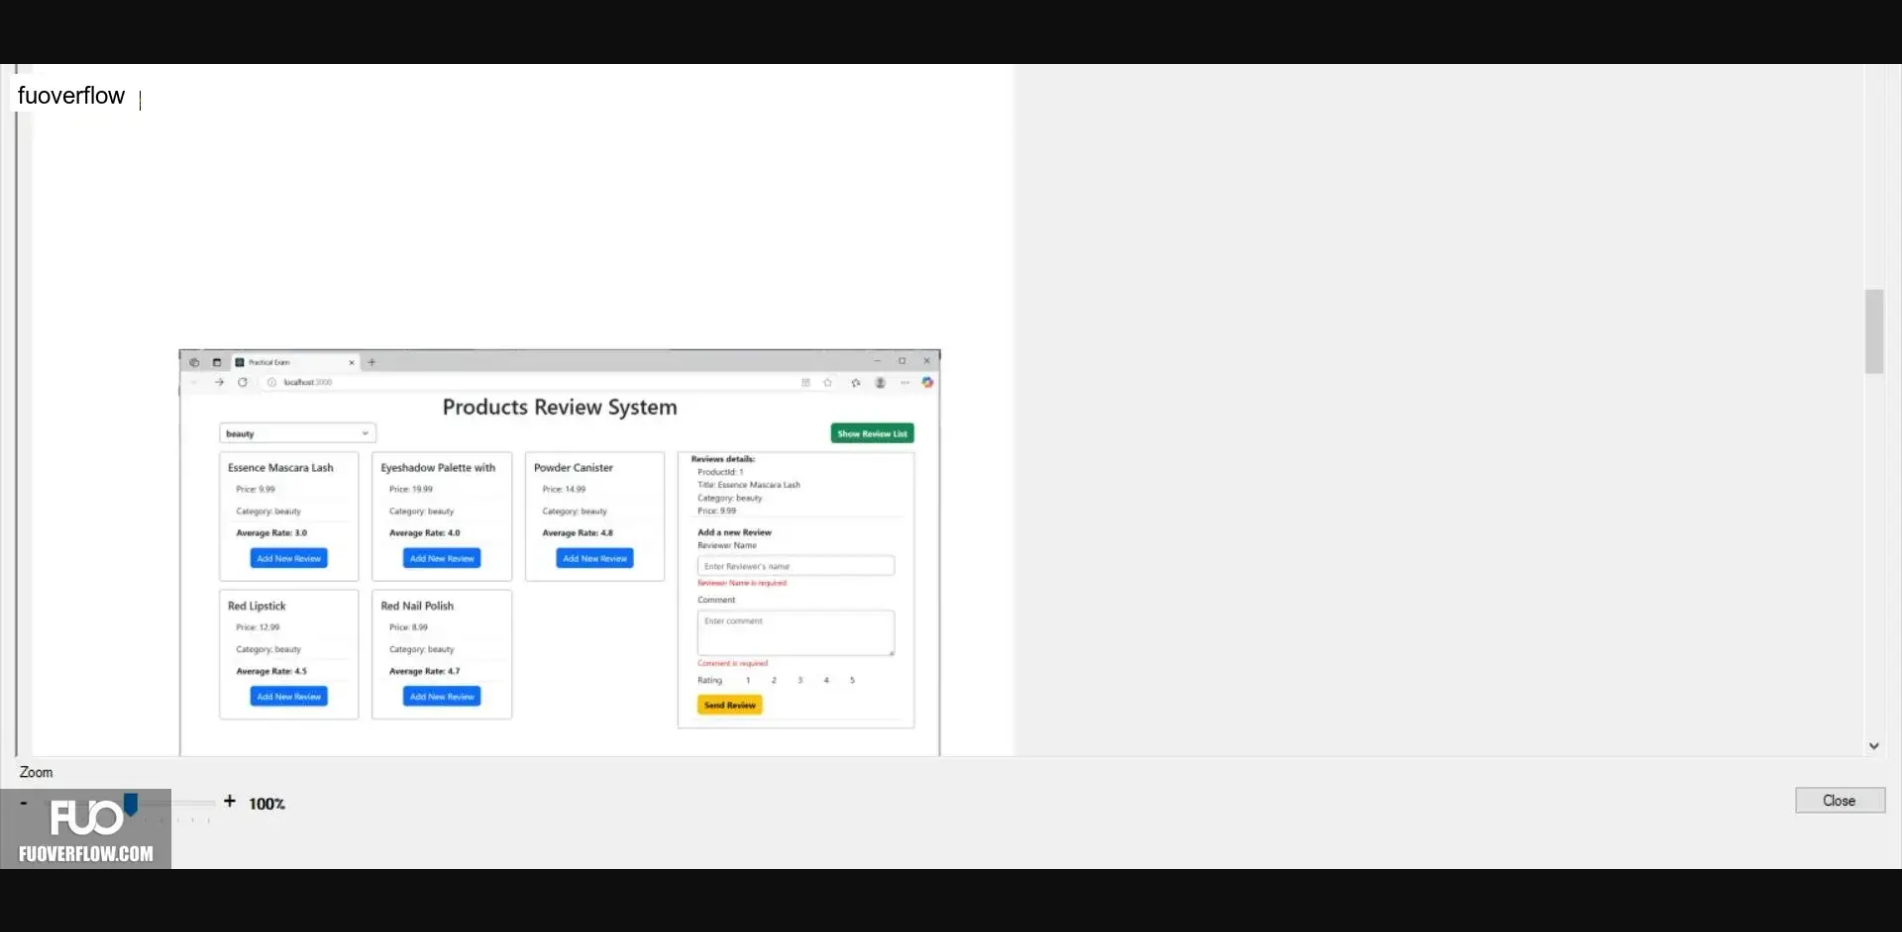 fuoverflow
Practical Exam
localhost:3000
Products Review System
beauty
Show Review List
Essence Mascara Lash
Price: 9.99
Category: beauty
Average Rate: 3.0
Add New Review
Eyeshadow Palette with
Price: 19.99
Category: beauty
Average Rate: 4.0
Add New Review
Powder Canister
Price: 14.99
Category: beauty
Average Rate: 4.8
Add New Review
Red Lipstick
Price: 12.99
Category: beauty
Average Rate: 4.5
Add New Review
Red Nail Polish
Price: 8.99
Category: beauty
Average Rate: 4.7
Add New Review
Reviews details:
ProductId: 1
Title: Essence Mascara Lash
Category: beauty
Price: 9.99
Add a new Review
Reviewer Name
Enter Reviewer's name
Reviewer Name is required
Comment
Enter comment
Comment is required
Rating 1 2 3 4 5
Send Review
Zoom
- + 100%
Close
FUO
FUOVERFLOW.COM